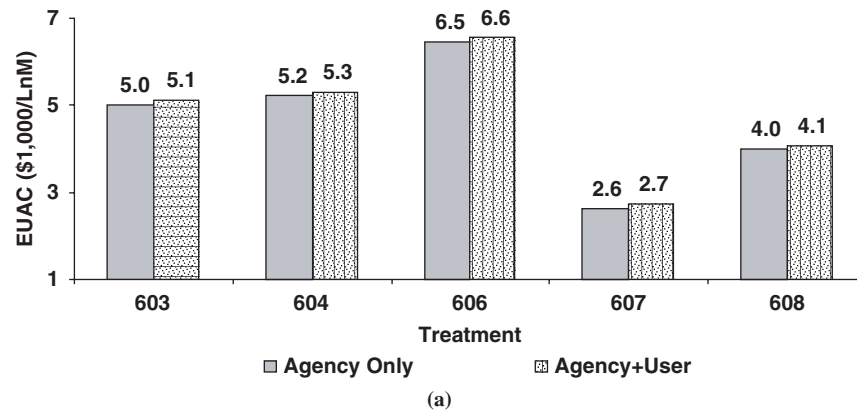 EUAC ($1,000/LnM)
7
5
3
1
5.0 5.1
5.2 5.3
6.5 6.6
2.6 2.7
4.0 4.1
603 604 606 607 608
Treatment
Agency Only Agency+User
(a)